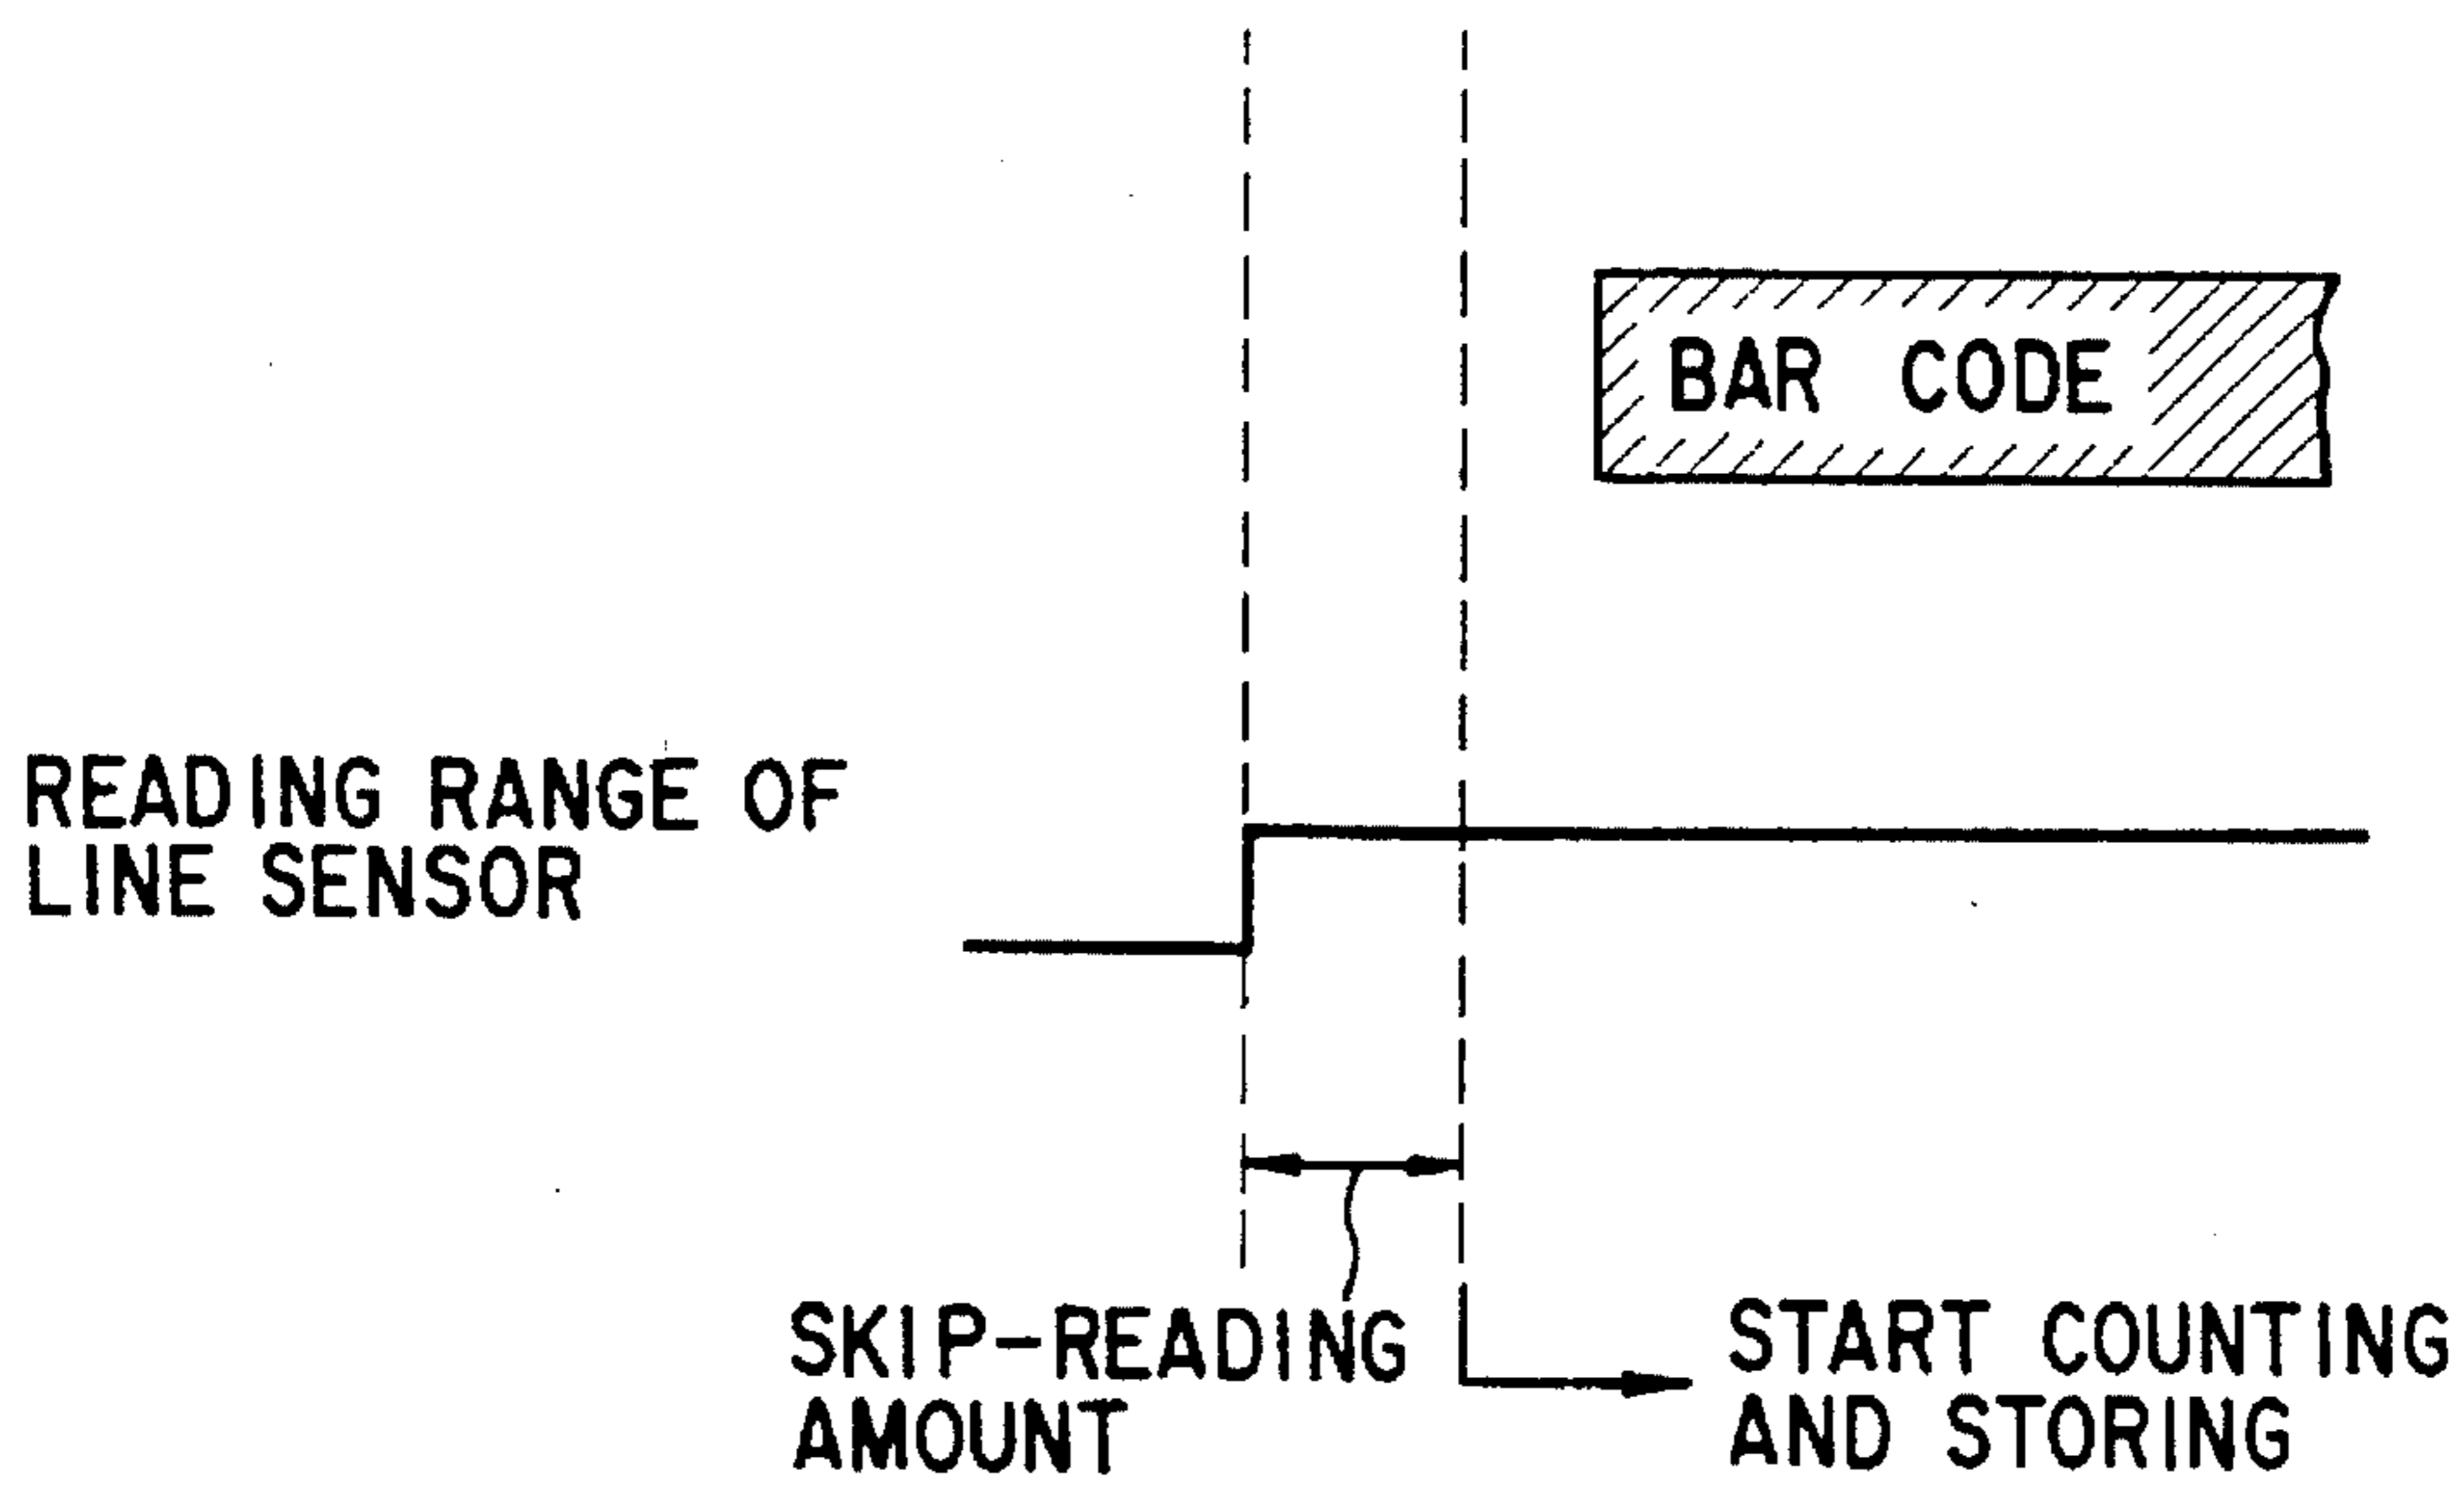 BAR CODE
READING RANGE OF
LINE SENSOR
SKIP-READING
AMOUNT
START COUNTING
AND STORING